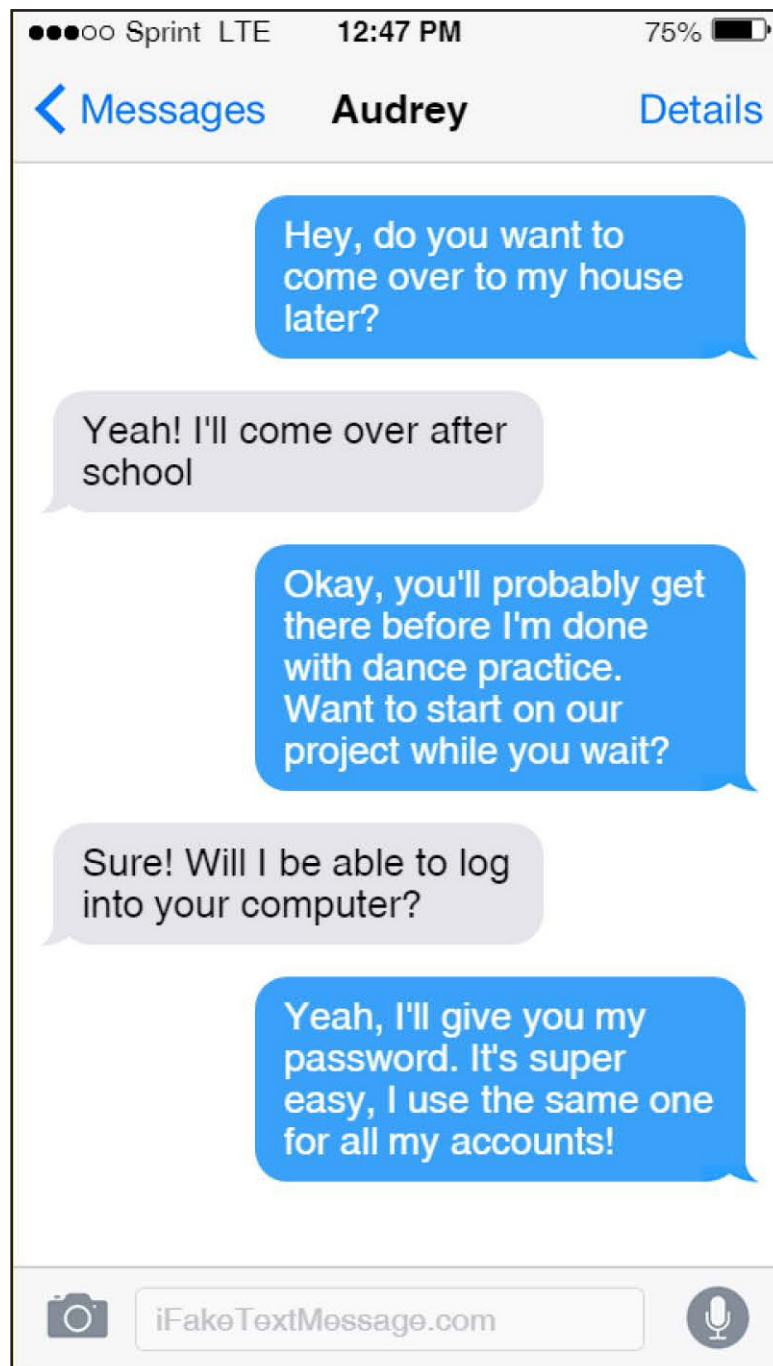 Sprint LTE 12:47 PM 75%
Messages Audrey Details
Hey, do you want to
come over to my house
later?
Yeah! I'll come over after
school
Okay, you'll probably get
there before I'm done
with dance practice.
Want to start on our
project while you wait?
Sure! Will I be able to log
into your computer?
Yeah, I'll give you my
password. It's super
easy, I use the same one
for all my accounts!
iFakeTextMessage.com